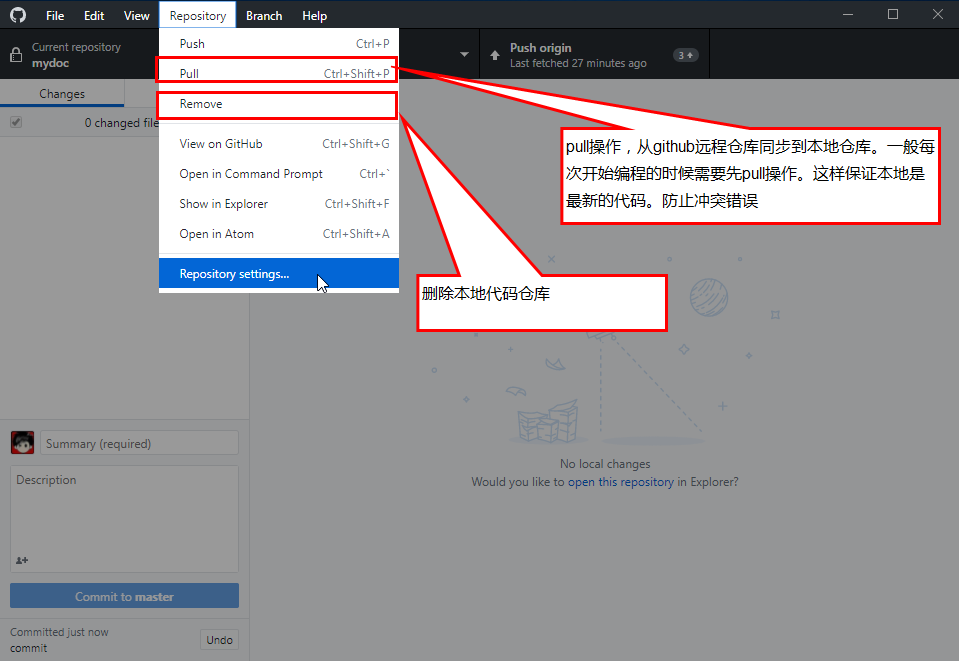 File Edit View Repository Branch Help
Current repository
mydoc
Push origin
Last fetched 27 minutes ago
3
Push Ctrl+P
Pull Ctrl+Shift+P
Remove
View on GitHub Ctrl+Shift+G
Open in Command Prompt Ctrl+`
Show in Explorer Ctrl+Shift+F
Open in Atom Ctrl+Shift+A
Repository settings...
Changes
0 changed file
pull操作，从github远程仓库同步到本地仓库。一般每
次开始编程的时候需要先pull操作。这样保证本地是
最新的代码。防止冲突错误
删除本地代码仓库
No local changes
Would you like to open this repository in Explorer?
Summary (required)
Description
Commit to master
Committed just now
commit
Undo